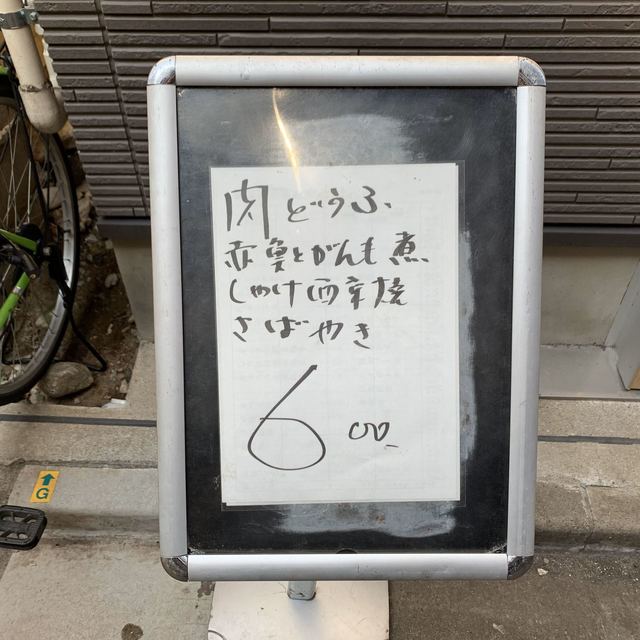 肉どうふ
赤魚とがんも煮
しゃけ西京焼
さばやき
600
G